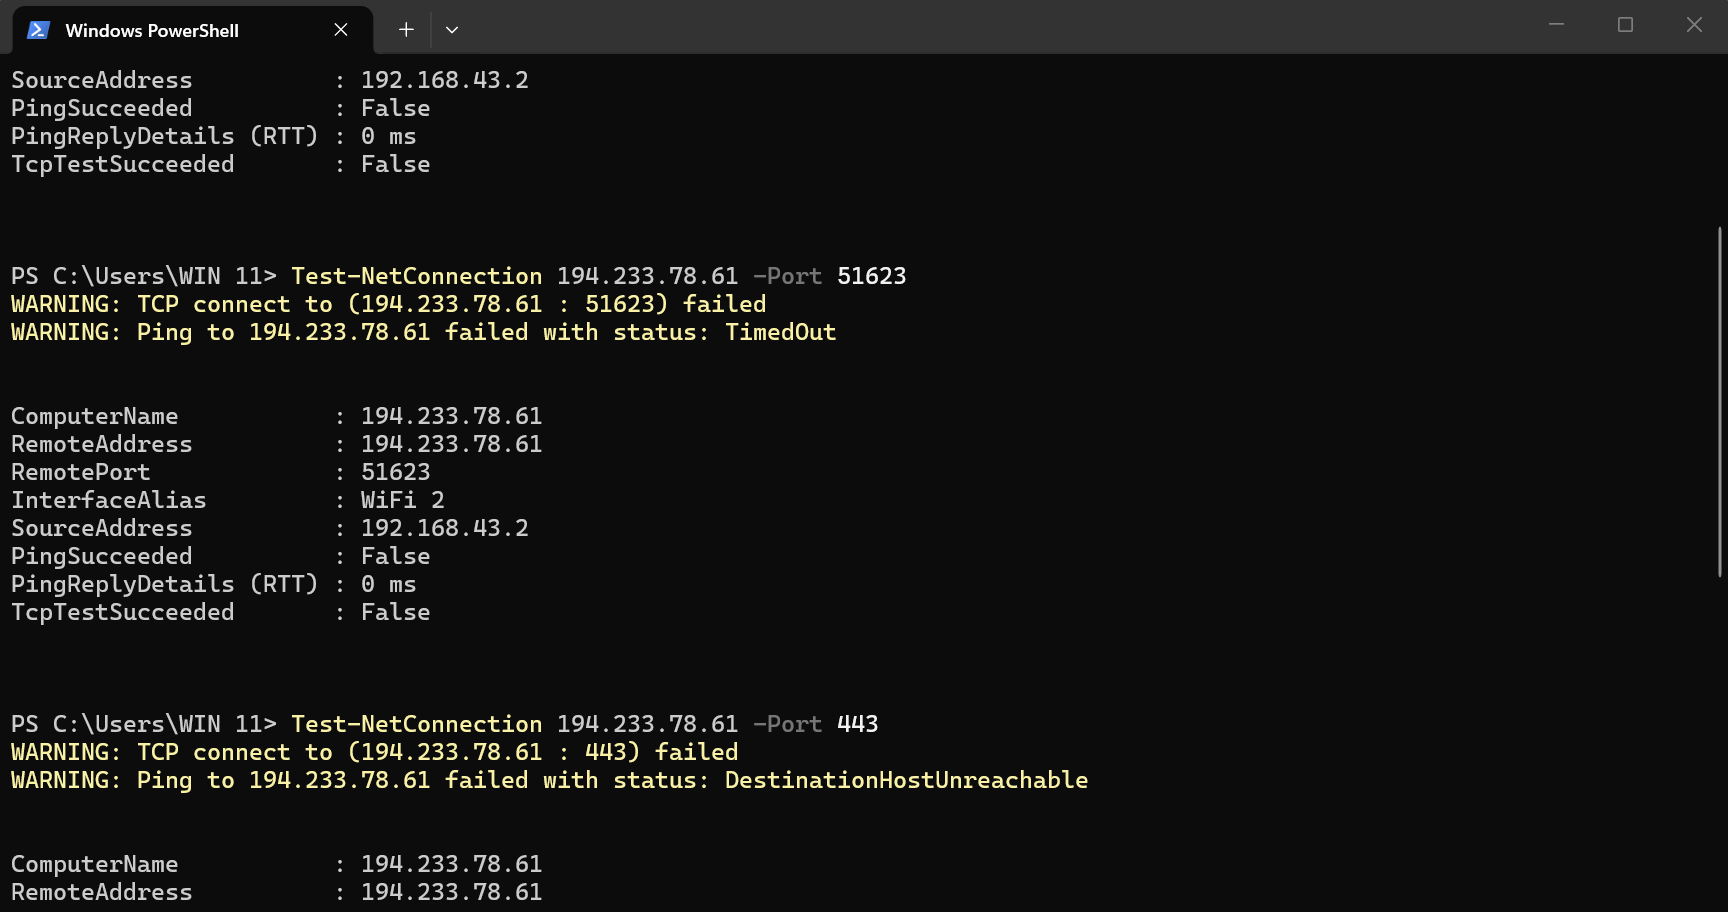 Windows PowerShell
SourceAddress           : 192.168.43.2
PingSucceeded           : False
PingReplyDetails (RTT) : 0 ms
TcpTestSucceeded        : False
PS C:\Users\WIN 11> Test-NetConnection 194.233.78.61 -Port 51623
WARNING: TCP connect to (194.233.78.61 : 51623) failed
WARNING: Ping to 194.233.78.61 failed with status: TimedOut
ComputerName            : 194.233.78.61
RemoteAddress           : 194.233.78.61
RemotePort              : 51623
InterfaceAlias          : WiFi 2
SourceAddress           : 192.168.43.2
PingSucceeded           : False
PingReplyDetails (RTT) : 0 ms
TcpTestSucceeded        : False
PS C:\Users\WIN 11> Test-NetConnection 194.233.78.61 -Port 443
WARNING: TCP connect to (194.233.78.61 : 443) failed
WARNING: Ping to 194.233.78.61 failed with status: DestinationHostUnreachable
ComputerName            : 194.233.78.61
RemoteAddress           : 194.233.78.61